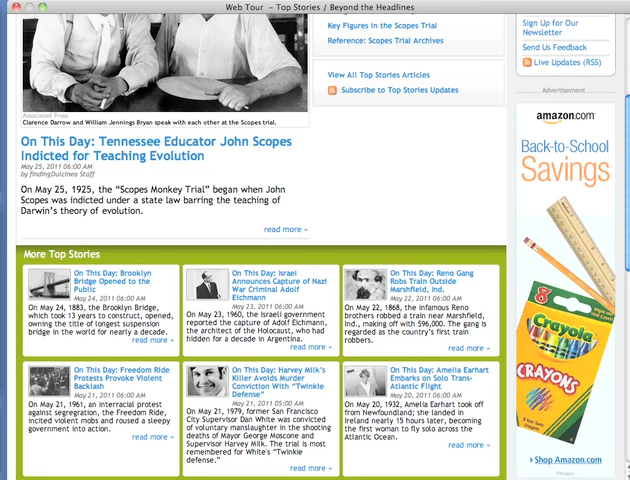 Web Tour - Top Stories / Beyond the Headlines
Associated Press
Clarence Darrow and William Jennings Bryan speak with each other at the Scopes trial.
On This Day: Tennessee Educator John Scopes
Indicted for Teaching Evolution
May 25, 2011 06:00 AM
by findingDulcinea Staff
On May 25, 1925, the “Scopes Monkey Trial” began when John
Scopes was indicted under a state law barring the teaching of
Darwin’s theory of evolution.
read more »
Key Figures in the Scopes Trial
Reference: Scopes Trial Archives
View All Top Stories Articles
Subscribe to Top Stories Updates
More Top Stories
On This Day: Brooklyn
Bridge Opened to the
Public
May 24, 2011 06:00 AM
On May 24, 1883, the Brooklyn Bridge,
which took 13 years to construct, opened,
owning the title of longest suspension
bridge in the world for nearly a decade.
read more »
On This Day: Israel
Announces Capture of Nazi
War Criminal Adolf
Eichmann
May 23, 2011 06:00 AM
On May 23, 1960, the Israeli government
reported the capture of Adolf Eichmann,
the architect of the Holocaust, who had
hidden for a decade in Argentina.
read more »
On This Day: Reno Gang
Robs Train Outside
Marshfield, Ind.
May 22, 2011 06:00 AM
On May 22, 1868, the infamous Reno
brothers robbed a train near Marshfield,
Ind., making off with $96,000. The gang is
regarded as the country’s first train
robbers.
read more »
On This Day: Freedom Ride
Protests Provoke Violent
Backlash
May 21, 2011 06:00 AM
On May 21, 1961, an interracial protest
against segregation, the Freedom Ride,
incited violent mobs and roused a sleepy
government into action.
read more »
On This Day: Harvey Milk’s
Killer Avoids Murder
Conviction With “Twinkie
Defense”
May 21, 2011 05:00 AM
On May 21, 1979, former San Francisco
City Supervisor Dan White was convicted
of voluntary manslaughter in the shooting
deaths of Mayor George Moscone and
Supervisor Harvey Milk. The trial is most
remembered for White's “Twinkie
defense.”
read more »
On This Day: Amelia Earhart
Embarks on Solo Trans-
Atlantic Flight
May 20, 2011 06:00 AM
On May 20, 1932, Amelia Earhart took off
from Newfoundland; she landed in
Ireland nearly 15 hours later, becoming
the first woman to fly solo across the
Atlantic Ocean.
read more »
Sign Up for Our
Newsletter
Send Us Feedback
Live Updates (RSS)
Advertisement
amazon.com
Back-to-School
Savings
8
Crayola
CRAYONS
Shop Amazon.com
Privacy